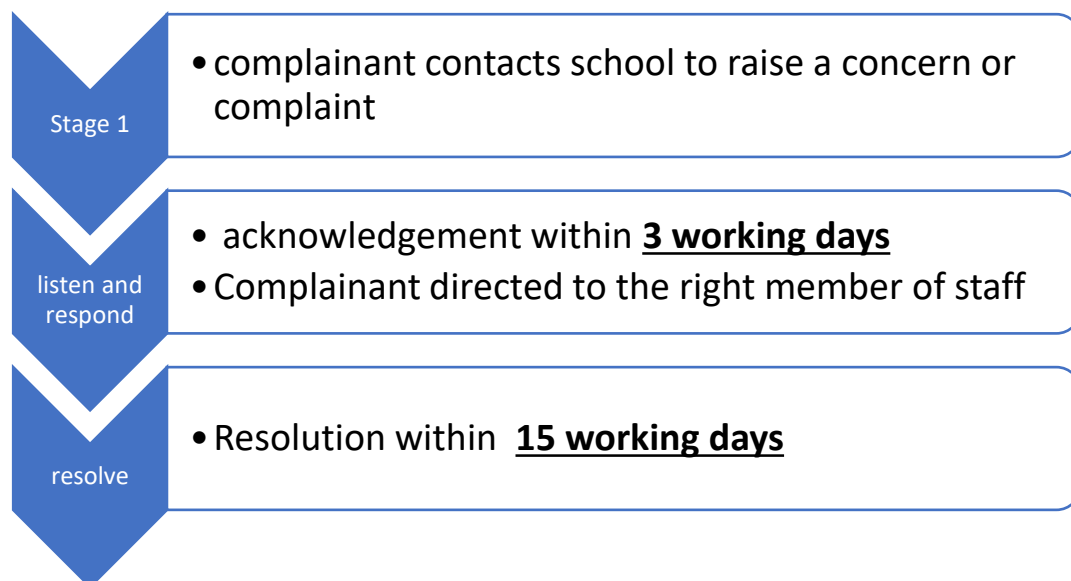 Stage 1
•complainant contacts school to raise a concern or
complaint
listen and
respond
• acknowledgement within 3 working days
•Complainant directed to the right member of staff
resolve
•Resolution within 15 working days